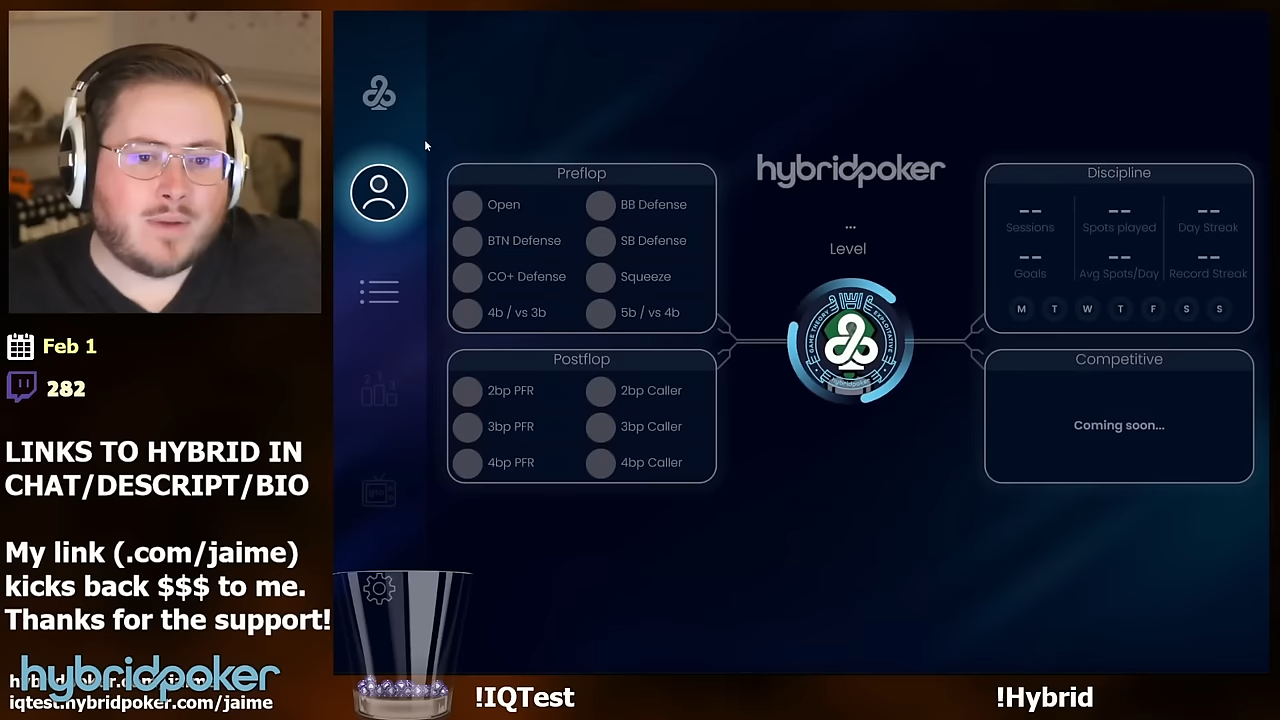 Feb 1
282
LINKS TO HYBRID IN
CHAT/DESCRIPT/BIO
My link (.com/jaime)
kicks back $$$ to me.
Thanks for the support!
hybridpoker
iqtest.hybridpoker.com/jaime
Preflop
Open
BB Defense
BTN Defense
SB Defense
CO+ Defense
Squeeze
4b / vs 3b
5b / vs 4b
Postflop
2bp PFR
2bp Caller
3bp PFR
3bp Caller
4bp PFR
4bp Caller
hybridpoker
...
Level
GAME THEORY
EXPLOITATIVE
hybridpoker
Discipline
-- -- --
Sessions Spots played Day Streak
-- -- --
Goals Avg Spots/Day Record Streak
M T W T F S S
Competitive
Coming soon...
!IQTest
!Hybrid